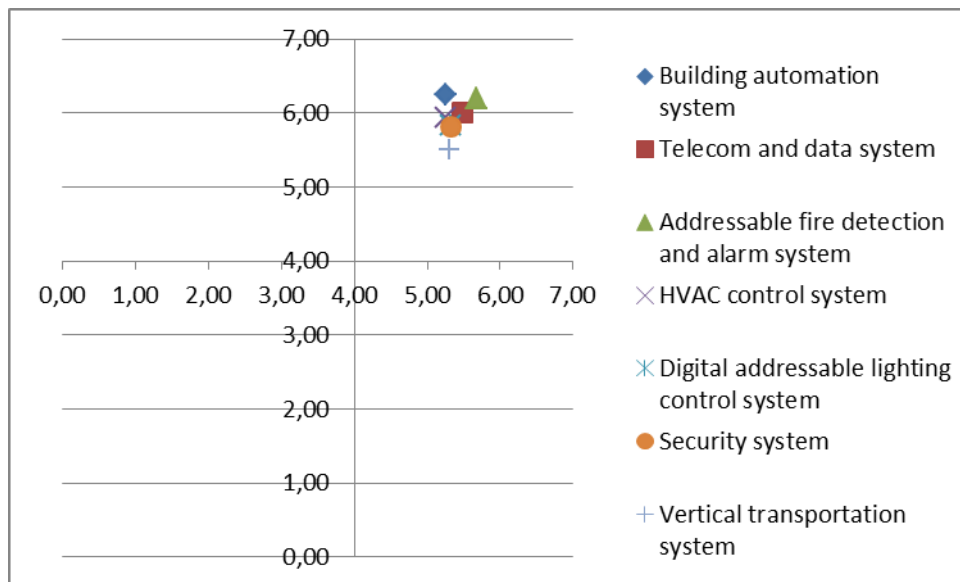 7,00
6,00
5,00
4,00
0,00 1,00 2,00 3,00 4,00 5,00 6,00 7,00
3,00
2,00
1,00
0,00
Building automation
system
Telecom and data system
Addressable fire detection
and alarm system
HVAC control system
Digital addressable lighting
control system
Security system
Vertical transportation
system